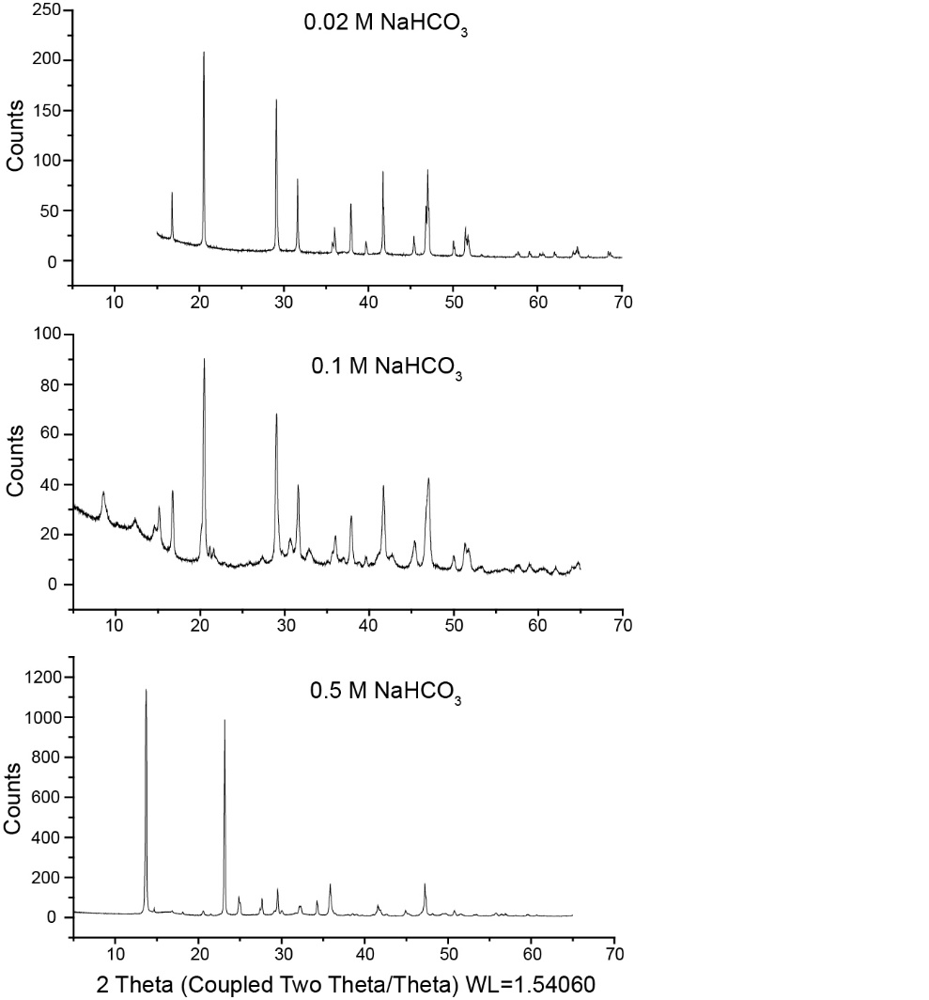 0.02 M NaHCO3
250
200
150
100
50
0
Counts
10 20 30 40 50 60 70
0.1 M NaHCO3
100
80
60
40
20
0
Counts
10 20 30 40 50 60 70
0.5 M NaHCO3
1200
1000
800
600
400
200
0
Counts
10 20 30 40 50 60 70
2 Theta (Coupled Two Theta/Theta) WL=1.54060